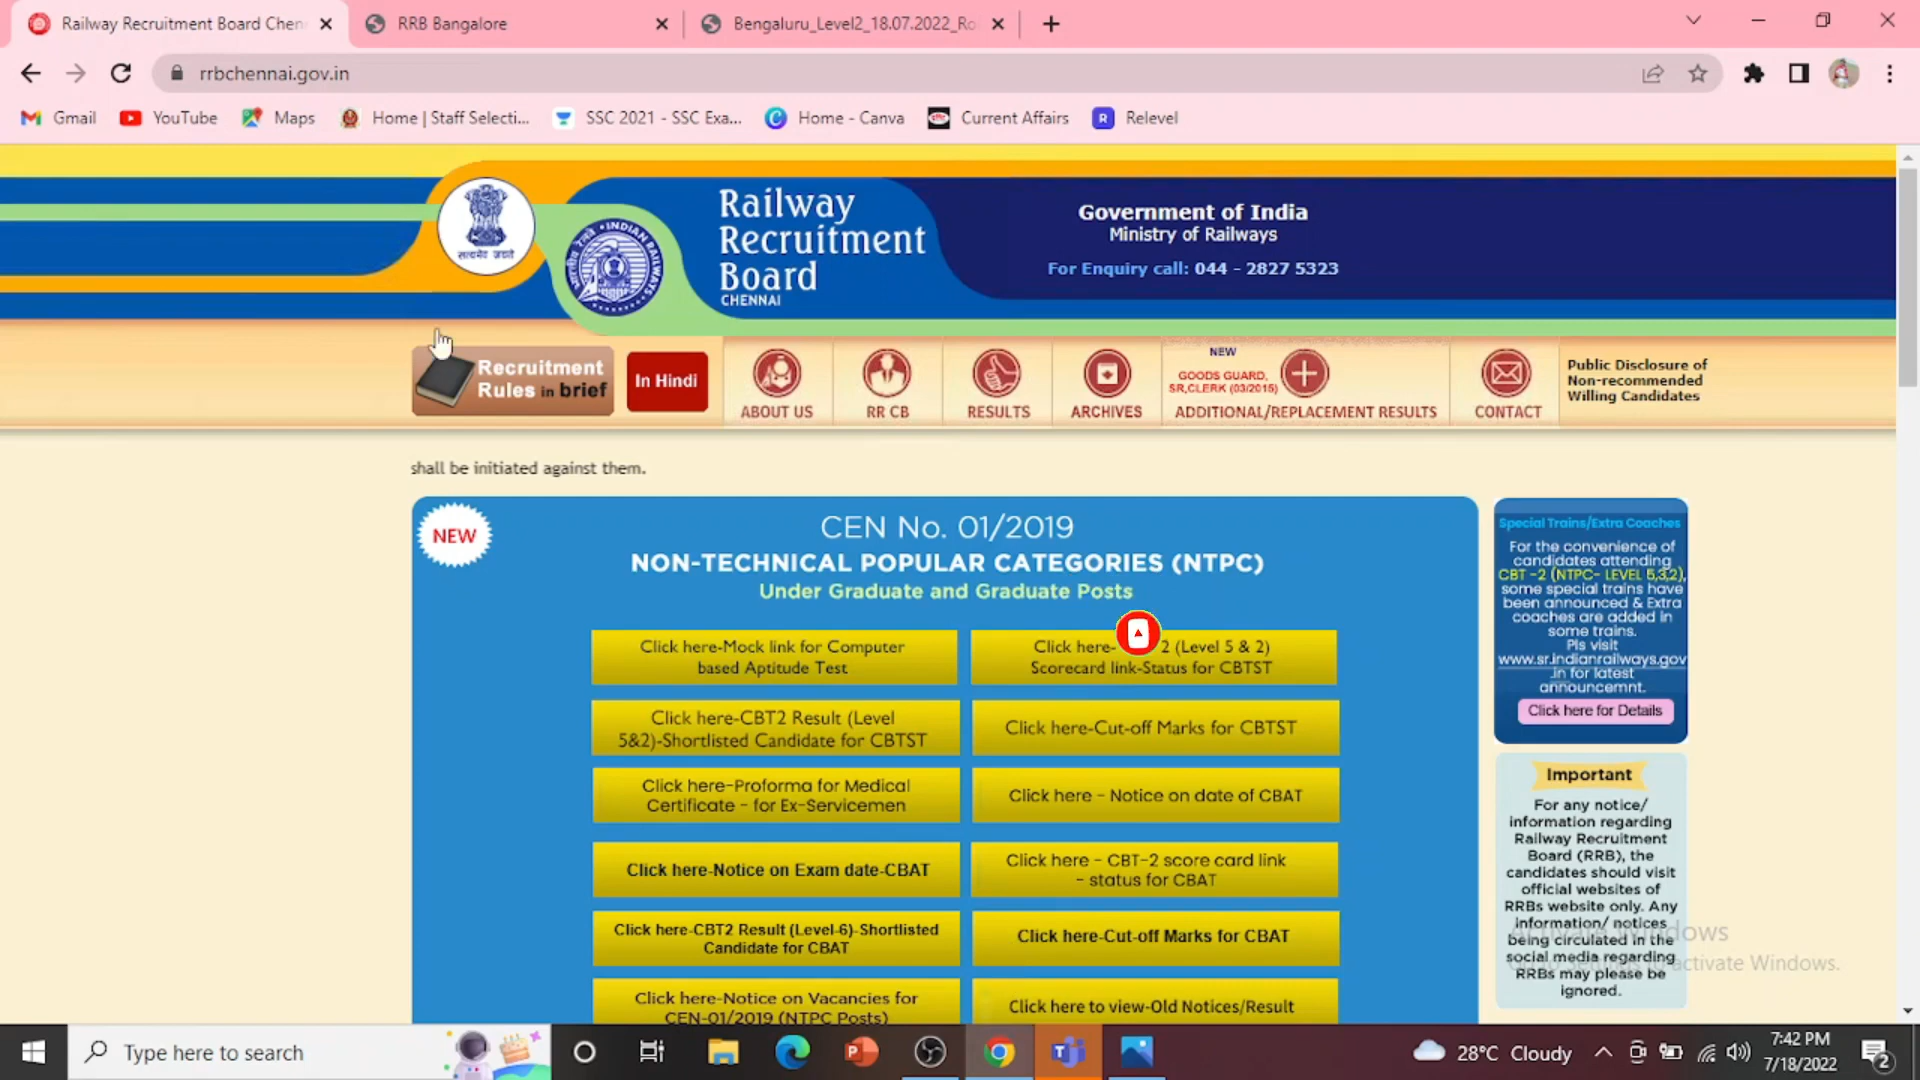 Railway Recruitment Board Chen
RRB Bangalore
Bengaluru_Level2_18.07.2022_Ro
rrbchennai.gov.in
Gmail
YouTube
Maps
Home | Staff Selecti...
SSC 2021 - SSC Exa...
Home - Canva
Current Affairs
R Relevel
सत्यमेव जयते
INDIAN RAILWAYS
Railway
Recruitment
Board
CHENNAI
Government of India
Ministry of Railways
For Enquiry call: 044 - 2827 5323
Recruitment
Rules in brief
In Hindi
ABOUT US
RR CB
RESULTS
ARCHIVES
NEW
GOODS GUARD,
SR,CLERK (03/2015)
ADDITIONAL/REPLACEMENT RESULTS
CONTACT
Public Disclosure of
Non-recommended
Willing Candidates
shall be initiated against them.
NEW
CEN No. 01/2019
NON-TECHNICAL POPULAR CATEGORIES (NTPC)
Under Graduate and Graduate Posts
Click here-Mock link for Computer
based Aptitude Test
Click here- 2 (Level 5 & 2)
Scorecard link-Status for CBTST
Click here-CBT2 Result (Level
5&2)-Shortlisted Candidate for CBTST
Click here-Cut-off Marks for CBTST
Click here-Proforma for Medical
Certificate - for Ex-Servicemen
Click here - Notice on date of CBAT
Click here-Notice on Exam date-CBAT
Click here - CBT-2 score card link
- status for CBAT
Click here-CBT2 Result (Level-6)-Shortlisted
Candidate for CBAT
Click here-Cut-off Marks for CBAT
Click here-Notice on Vacancies for
CEN-01/2019 (NTPC Posts)
Click here to view-Old Notices/Result
Special Trains/Extra Coaches
For the convenience of
candidates attending
CBT -2 (NTPC- LEVEL 5,3,2),
some special trains have
been announced & Extra
coaches are added in
some trains.
Pls visit
www.sr.indianrailways.gov
.in for latest
announcemnt.
Click here for Details
Important
For any notice/
information regarding
Railway Recruitment
Board (RRB), the
candidates should visit
official websites of
RRBs website only. Any
information/ notices
being circulated in the
social media regarding
RRBs may please be
ignored.
Activate Windows
Go to Settings to activate Windows.
Type here to search
28°C Cloudy
7:42 PM
7/18/2022
2